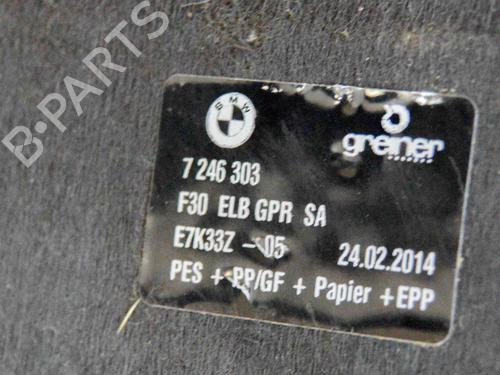 B-PARTS
BMW
greiner
7 246 303
F30 ELB GPR SA
E7K33Z - 05
24.02.2014
PES + PP/GF + Papier + EPP